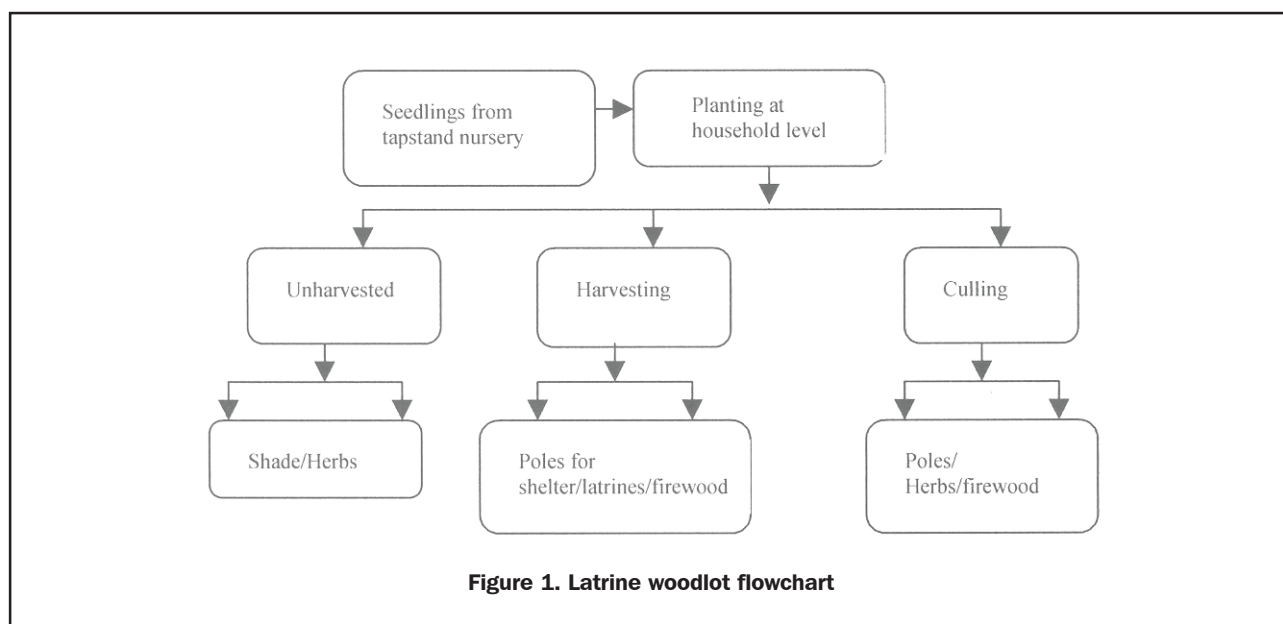 Seedlings from
tapstand nursery
Planting at
household level
Unharvested
Harvesting
Culling
Shade/Herbs
Poles for
shelter/latrines/firewood
Poles/
Herbs/firewood
Figure 1. Latrine woodlot flowchart